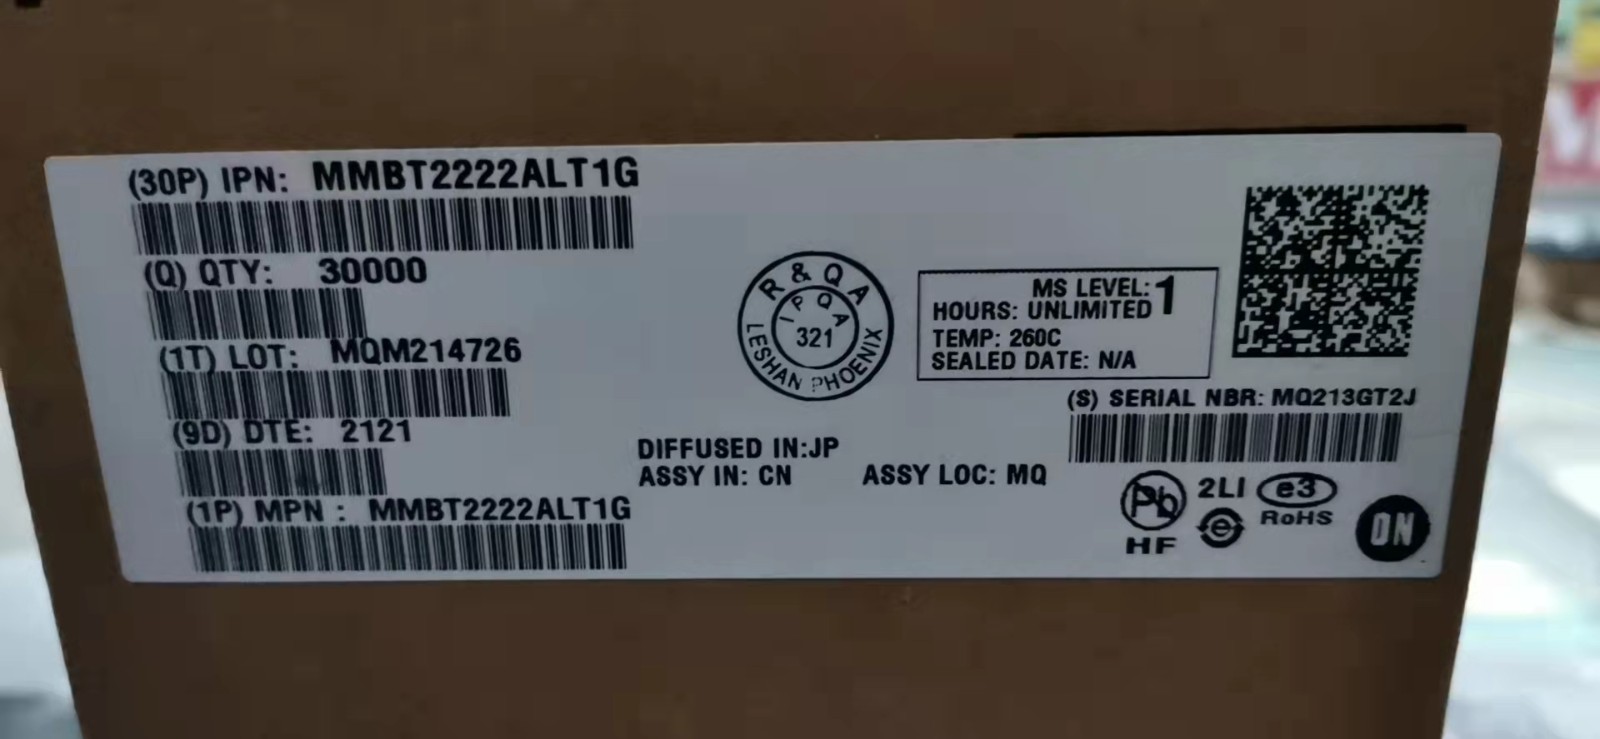 (30P) IPN: MMBT2222ALT1G
(Q) QTY: 30000
(1T) LOT: MQM214726
(9D) DTE: 2121
(1P) MPN : MMBT2222ALT1G
R & Q A
I P Q A
321
LESHAN PHOENIX
DIFFUSED IN:JP
ASSY IN: CN ASSY LOC: MQ
MS LEVEL: 1
HOURS: UNLIMITED
TEMP: 260C
SEALED DATE: N/A
(S) SERIAL NBR: MQ213GT2J
Pb 2LI e3
HF e RoHS
ON